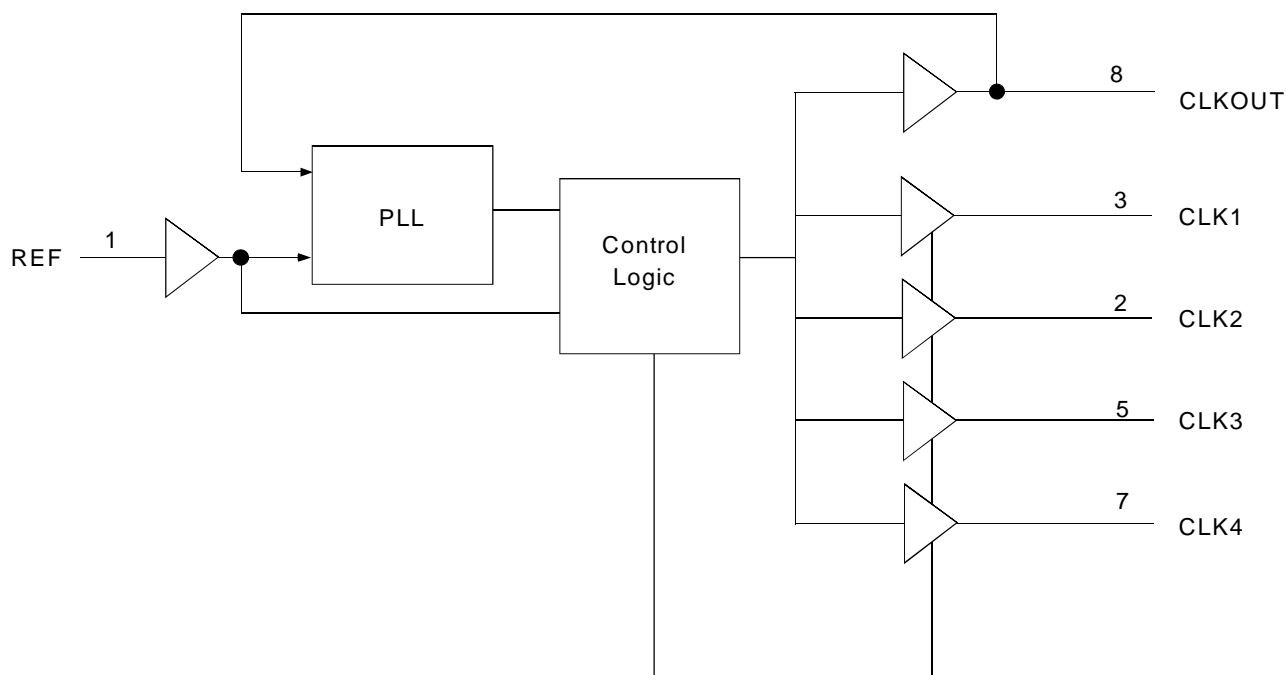 8
CLKOUT
PLL
3
CLK1
1
REF
Control
Logic
2
CLK2
5
CLK3
7
CLK4